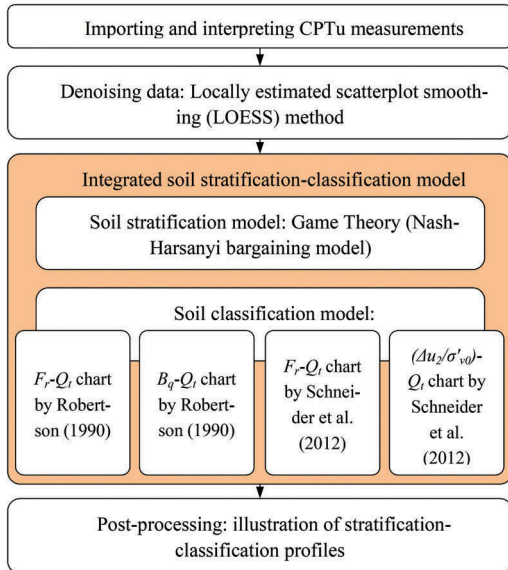 Importing and interpreting CPTu measurements
Denoising data: Locally estimated scatterplot smooth-
ing (LOESS) method
Integrated soil stratification-classification model
Soil stratification model: Game Theory (Nash-
Harsanyi bargaining model)
Soil classification model:
Fr-Qt chart
by Robert-
son (1990)
Bq-Qt chart
by Robert-
son (1990)
Fr-Qt chart
by Schnei-
der et al.
(2012)
(Δu2/σ'v0)-
Qt chart by
Schneider
et al.
(2012)
Post-processing: illustration of stratification-
classification profiles